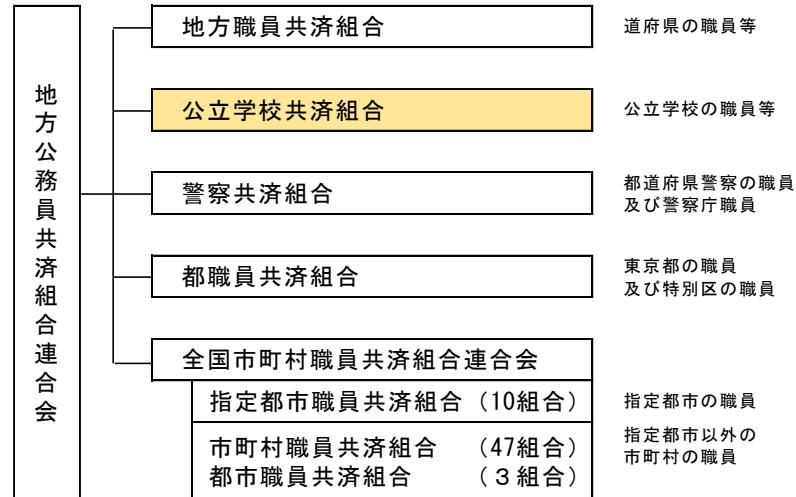 地方公務員共済組合連合会
地方職員共済組合
道府県の職員等
公立学校共済組合
公立学校の職員等
警察共済組合
都道府県警察の職員
及び警察庁職員
都職員共済組合
東京都の職員
及び特別区の職員
全国市町村職員共済組合連合会
指定都市職員共済組合（10組合）
指定都市の職員
市町村職員共済組合　（47組合）
都市職員共済組合　　（３組合）
指定都市以外の
市町村の職員